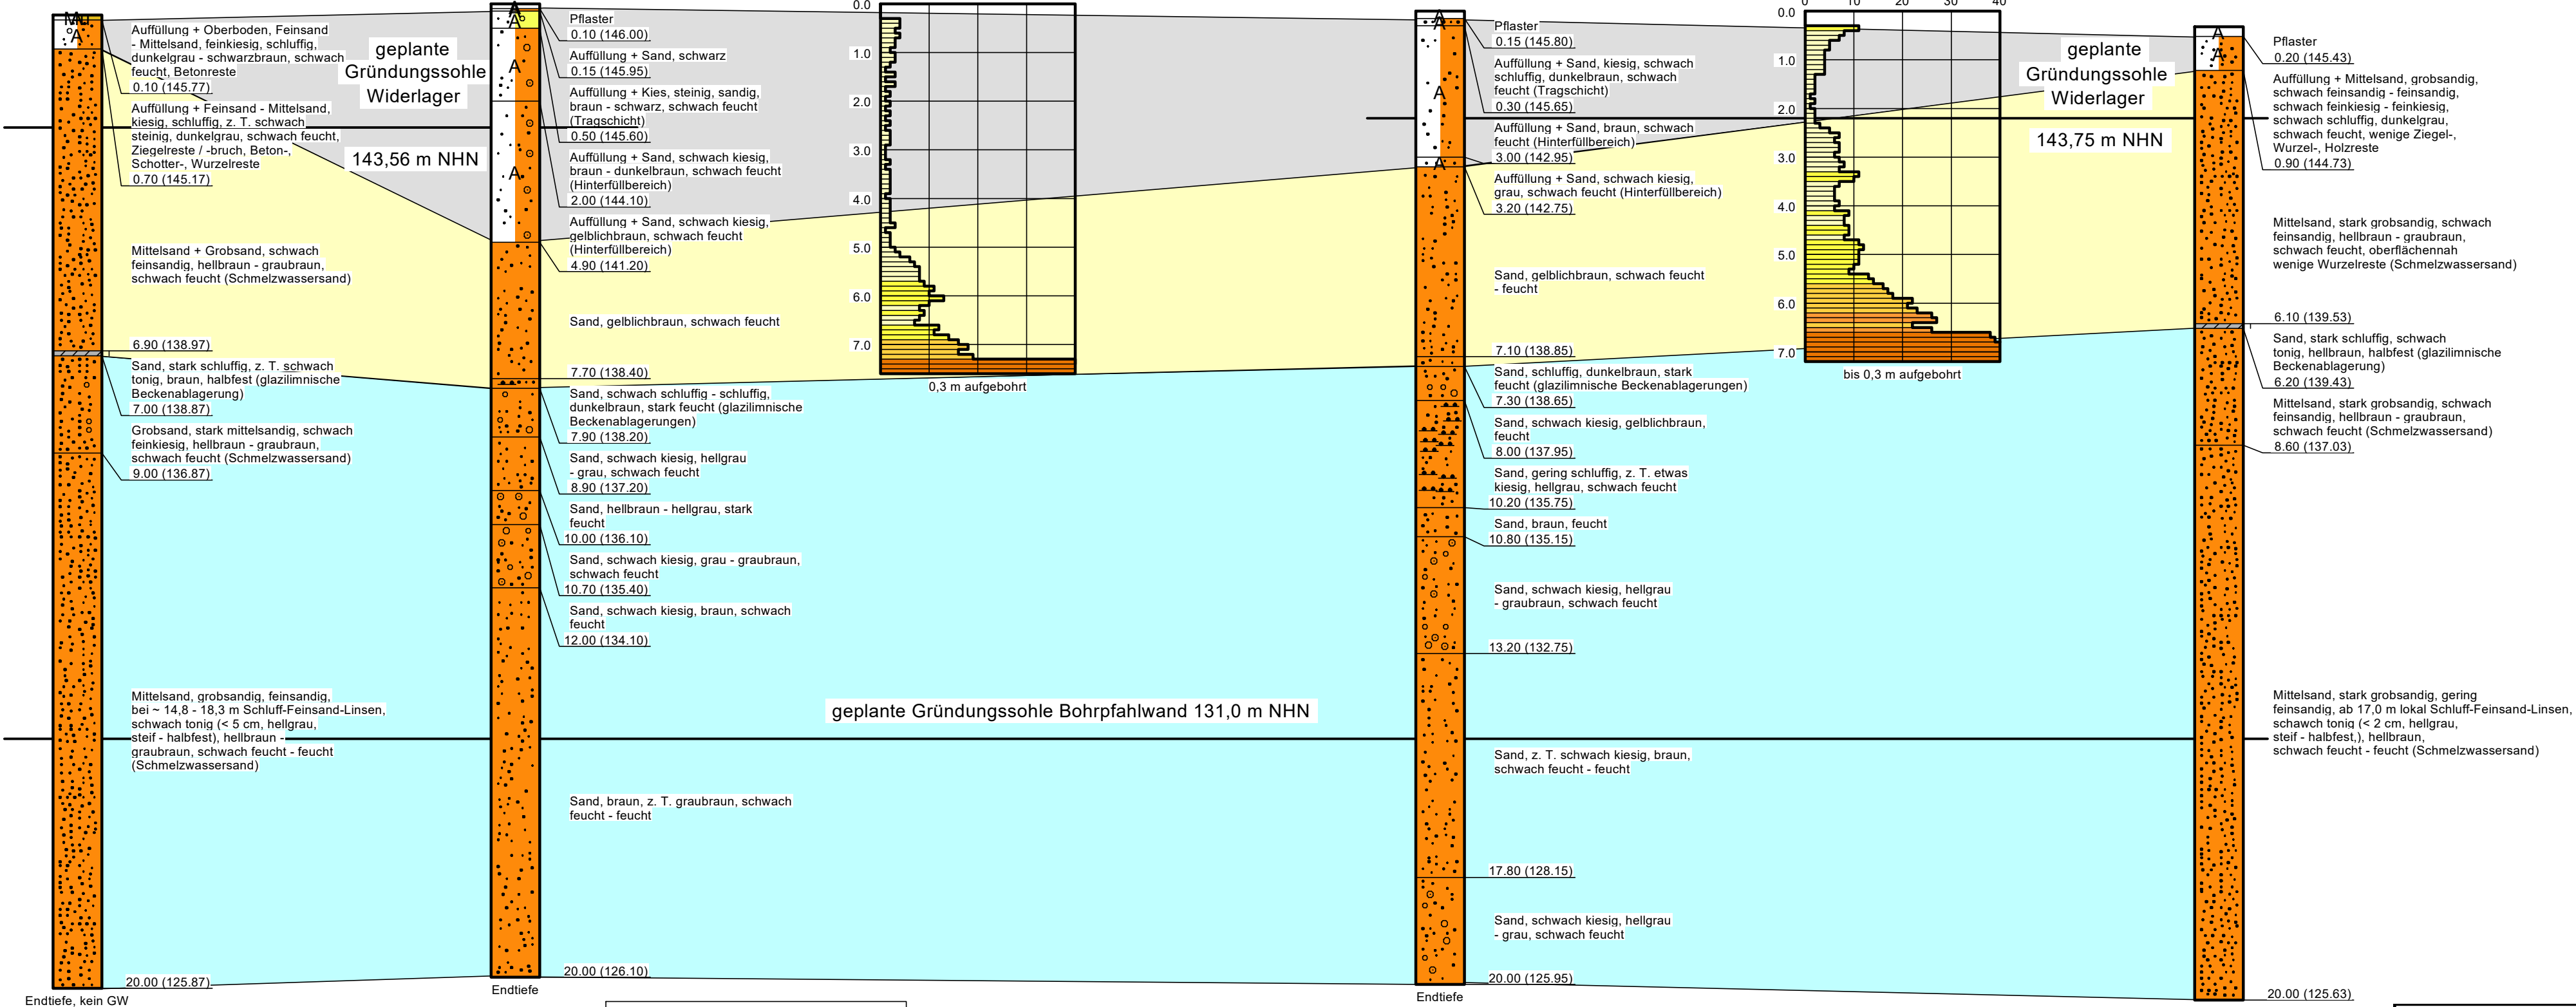 Mu
A
Auffüllung + Oberboden, Feinsand
- Mittelsand, feinkiesig, schluffig,
dunkelgrau - schwarzbraun, schwach
feucht, Betonreste
0.10 (145.77)
Auffüllung + Feinsand - Mittelsand,
kiesig, schluffig, z. T. schwach
steinig, dunkelgrau, schwach feucht,
Ziegelreste / -bruch, Beton-,
Schotter-, Wurzelreste
0.70 (145.17)
Mittelsand + Grobsand, schwach
feinsandig, hellbraun - graubraun,
schwach feucht (Schmelzwassersand)
6.90 (138.97)
Sand, stark schluffig, z. T. schwach
tonig, braun, halbfest (glazilimnische
Beckenablagerung)
7.00 (138.87)
Grobsand, stark mittelsandig, schwach
feinkiesig, hellbraun - graubraun,
schwach feucht (Schmelzwassersand)
9.00 (136.87)
Mittelsand, grobsandig, feinsandig,
bei ~ 14,8 - 18,3 m Schluff-Feinsand-Linsen,
schwach tonig (< 5 cm, hellgrau,
steif - halbfest), hellbraun -
graubraun, schwach feucht - feucht
(Schmelzwassersand)
20.00 (125.87)
Endtiefe, kein GW
geplante
Gründungssohle
Widerlager
143,56 m NHN
A
A
A
A
Pflaster
0.10 (146.00)
Auffüllung + Sand, schwarz
0.15 (145.95)
Auffüllung + Kies, steinig, sandig,
braun - schwarz, schwach feucht
(Tragschicht)
0.50 (145.60)
Auffüllung + Sand, schwach kiesig,
braun - dunkelbraun, schwach feucht
(Hinterfüllbereich)
2.00 (144.10)
Auffüllung + Sand, schwach kiesig,
gelblichbraun, schwach feucht
(Hinterfüllbereich)
4.90 (141.20)
Sand, gelblichbraun, schwach feucht
7.70 (138.40)
Sand, schwach schluffig - schluffig,
dunkelbraun, stark feucht (glazilimnische
Beckenablagerungen)
7.90 (138.20)
Sand, schwach kiesig, hellgrau
- grau, schwach feucht
8.90 (137.20)
Sand, hellbraun - hellgrau, stark
feucht
10.00 (136.10)
Sand, schwach kiesig, grau - graubraun,
schwach feucht
10.70 (135.40)
Sand, schwach kiesig, braun, schwach
feucht
12.00 (134.10)
Sand, braun, z. T. graubraun, schwach
feucht - feucht
20.00 (126.10)
Endtiefe
0.0
1.0
2.0
3.0
4.0
5.0
6.0
7.0
0,3 m aufgebohrt
geplante Gründungssohle Bohrpfahlwand 131,0 m NHN
A
A
A
Pflaster
0.15 (145.80)
Auffüllung + Sand, kiesig, schwach
schluffig, dunkelbraun, schwach
feucht (Tragschicht)
0.30 (145.65)
Auffüllung + Sand, braun, schwach
feucht (Hinterfüllbereich)
3.00 (142.95)
Auffüllung + Sand, schwach kiesig,
grau, schwach feucht (Hinterfüllbereich)
3.20 (142.75)
Sand, gelblichbraun, schwach feucht
- feucht
7.10 (138.85)
Sand, schluffig, dunkelbraun, stark
feucht (glazilimnische Beckenablagerungen)
7.30 (138.65)
Sand, schwach kiesig, gelblichbraun,
feucht
8.00 (137.95)
Sand, gering schluffig, z. T. etwas
kiesig, hellgrau, schwach feucht
10.20 (135.75)
Sand, braun, feucht
10.80 (135.15)
Sand, schwach kiesig, hellgrau
- graubraun, schwach feucht
13.20 (132.75)
Sand, z. T. schwach kiesig, braun,
schwach feucht - feucht
17.80 (128.15)
Sand, schwach kiesig, hellgrau
- grau, schwach feucht
20.00 (125.95)
Endtiefe
0 10 20 30 40
0.0
1.0
2.0
3.0
4.0
5.0
6.0
7.0
bis 0,3 m aufgebohrt
geplante
Gründungssohle
Widerlager
143,75 m NHN
A
A
Pflaster
0.20 (145.43)
Auffüllung + Mittelsand, grobsandig,
schwach feinsandig - feinsandig,
schwach feinkiesig - feinkiesig,
schwach schluffig, dunkelgrau,
schwach feucht, wenige Ziegel-,
Wurzel-, Holzreste
0.90 (144.73)
Mittelsand, stark grobsandig, schwach
feinsandig, hellbraun - graubraun,
schwach feucht, oberflächennah
wenige Wurzelreste (Schmelzwassersand)
6.10 (139.53)
Sand, stark schluffig, schwach
tonig, hellbraun, halbfest (glazilimnische
Beckenablagerung)
6.20 (139.43)
Mittelsand, stark grobsandig, schwach
feinsandig, hellbraun - graubraun,
schwach feucht (Schmelzwassersand)
8.60 (137.03)
Mittelsand, stark grobsandig, gering
feinsandig, ab 17,0 m lokal Schluff-Feinsand-Linsen,
schawch tonig (< 2 cm, hellgrau,
steif - halbfest,), hellbraun,
schwach feucht - feucht (Schmelzwassersand)
20.00 (125.63)